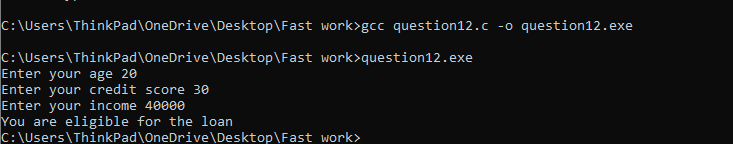 C:\Users\ThinkPad\OneDrive\Desktop\Fast work>gcc question12.c -o question12.exe
C:\Users\ThinkPad\OneDrive\Desktop\Fast work>question12.exe
Enter your age 20
Enter your credit score 30
Enter your income 40000
You are eligible for the loan
C:\Users\ThinkPad\OneDrive\Desktop\Fast work>